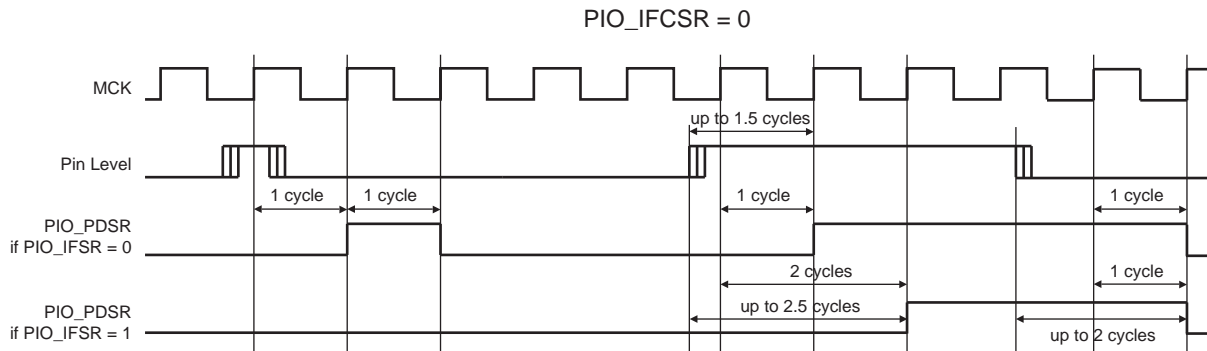 PIO_IFCSR = 0
MCK
up to 1.5 cycles
Pin Level
1 cycle
1 cycle
1 cycle
1 cycle
PIO_PDSR
if PIO_IFSR = 0
2 cycles
1 cycle
PIO_PDSR
if PIO_IFSR = 1
up to 2.5 cycles
up to 2 cycles